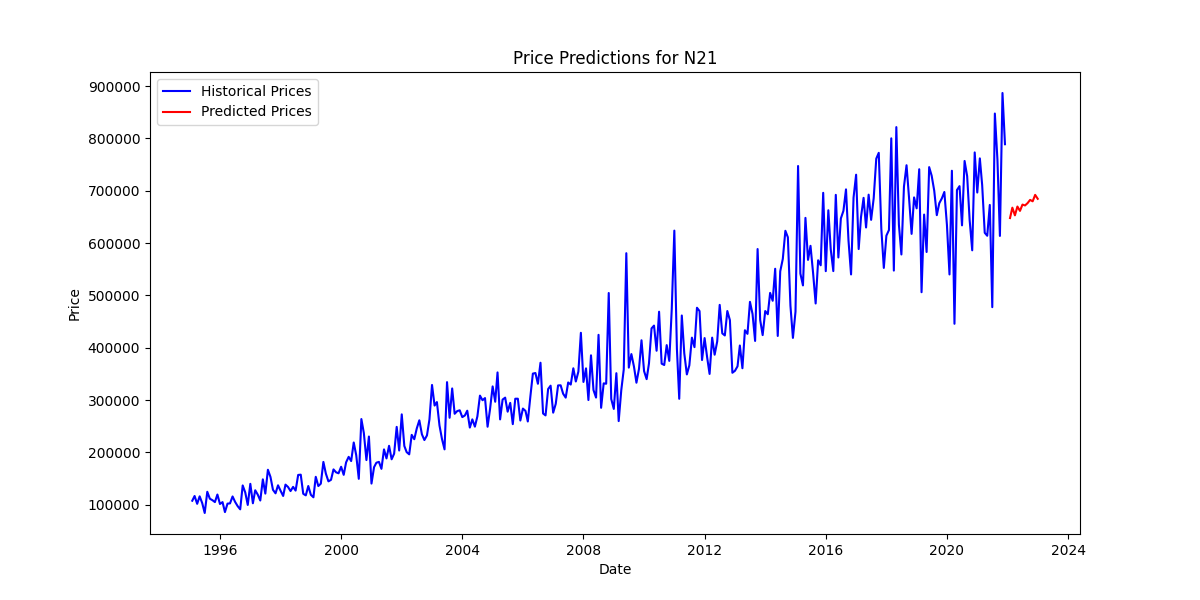 Price Predictions for N21
Historical Prices
Predicted Prices
900000
800000
700000
600000
500000
400000
300000
200000
100000
Price
1996 2000 2004 2008 2012 2016 2020 2024
Date